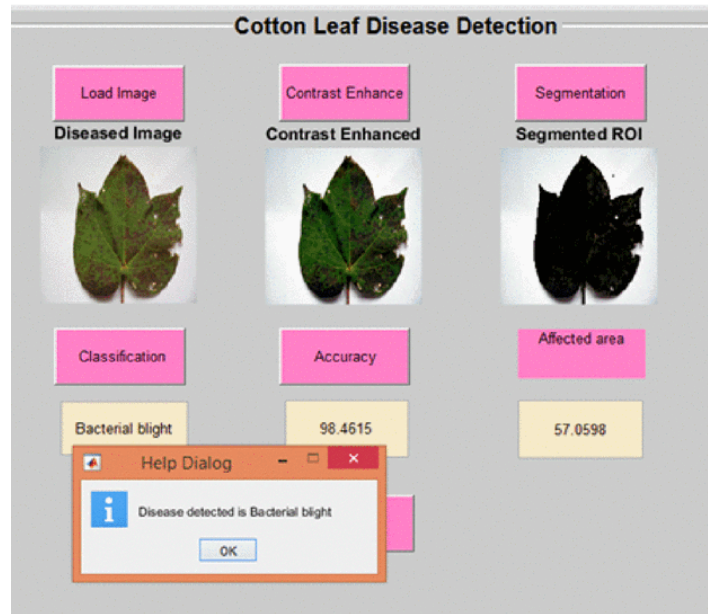 Cotton Leaf Disease Detection
Load Image
Contrast Enhance
Segmentation
Diseased Image
Contrast Enhanced
Segmented ROI
Classification
Accuracy
Affected area
Bacterial blight
98.4615
57.0598
Help Dialog
Disease detected is Bacterial blight
OK